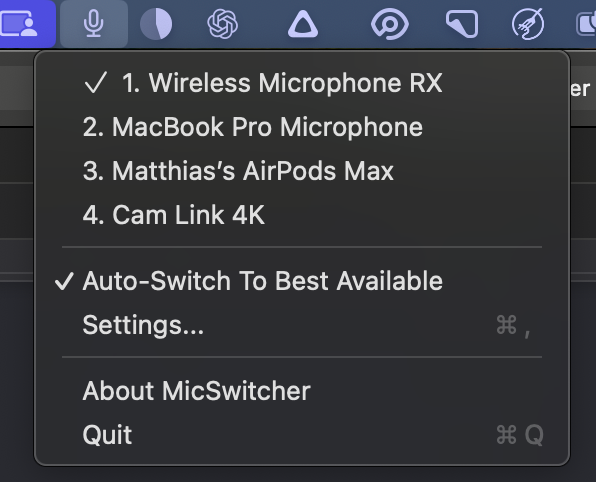 er
✓ 1. Wireless Microphone RX
2. MacBook Pro Microphone
3. Matthias’s AirPods Max
4. Cam Link 4K
✓ Auto-Switch To Best Available
Settings... ⌘ ,
About MicSwitcher
Quit ⌘ Q